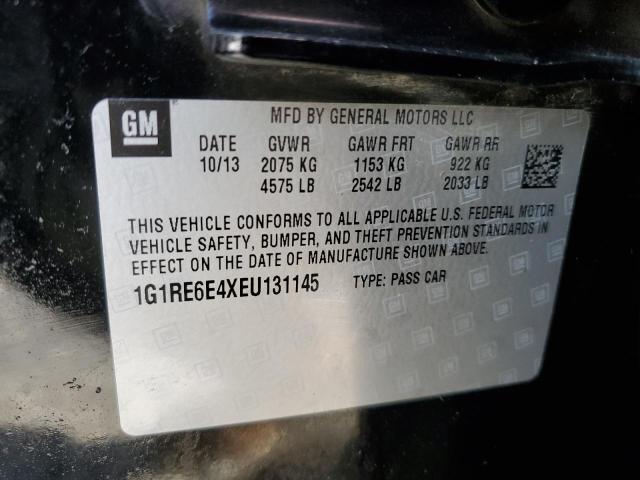 GM
MFD BY GENERAL MOTORS LLC
DATE GVWR GAWR FRT GAWR RR
10/13 2075 KG 1153 KG 922 KG
4575 LB 2542 LB 2033 LB
THIS VEHICLE CONFORMS TO ALL APPLICABLE U.S. FEDERAL MOTOR
VEHICLE SAFETY, BUMPER, AND THEFT PREVENTION STANDARDS IN
EFFECT ON THE DATE OF MANUFACTURE SHOWN ABOVE.
1G1RE6E4XEU131145 TYPE: PASS CAR